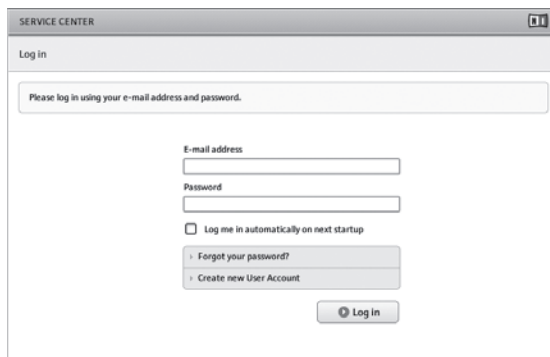 SERVICE CENTER
Log in
Please log in using your e-mail address and password.
E-mail address
Password
Log me in automatically on next startup
Forgot your password?
Create new User Account
Log in